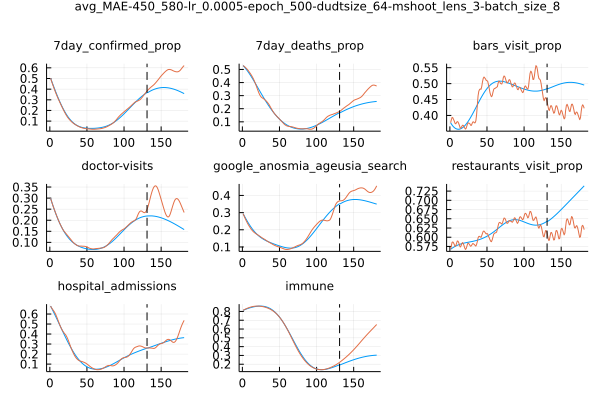 avg_MAE-450_580-lr_0.0005-epoch_500-dudtsize_64-mshoot_lens_3-batch_size_8
7day_confirmed_prop
7day_deaths_prop
bars_visit_prop
0.6
0.5
0.4
0.3
0.2
0.1
0 50 100 150
0.5
0.4
0.3
0.2
0.1
0 50 100 150
0.55
0.50
0.45
0.40
0 50 100 150
doctor-visits
google_anosmia_ageusia_search
restaurants_visit_prop
0.35
0.30
0.25
0.20
0.15
0.10
0 50 100 150
0.4
0.3
0.2
0.1
0 50 100 150
0.725
0.700
0.675
0.650
0.625
0.600
0.575
0 50 100 150
hospital_admissions
immune
0.6
0.5
0.4
0.3
0.2
0.1
0 50 100 150
0.8
0.7
0.6
0.5
0.4
0.3
0.2
0 50 100 150